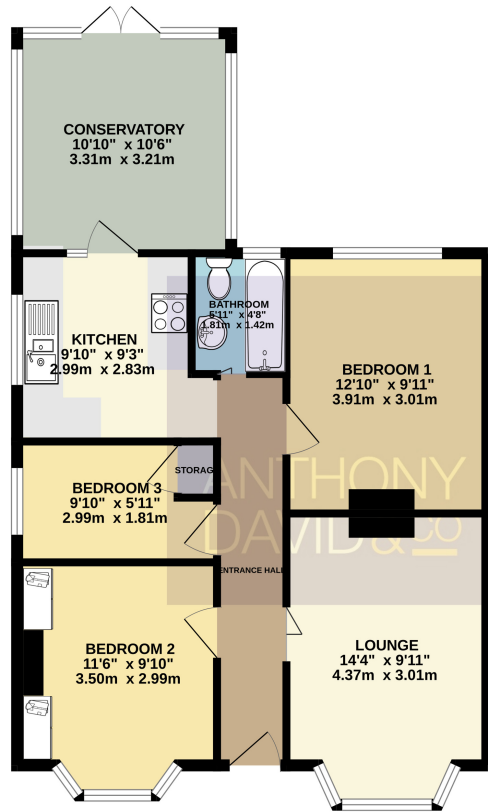 CONSERVATORY
10'10" x 10'6"
3.31m x 3.21m
KITCHEN
9'10" x 9'3"
2.99m x 2.83m
BATHROOM
5'11" x 4'8"
1.81m x 1.42m
BEDROOM 1
12'10" x 9'11"
3.91m x 3.01m
STORAG
BEDROOM 3
9'10" x 5'11"
2.99m x 1.81m
ANTHONY
DAVID & CO
ENTRANCE HALL
BEDROOM 2
11'6" x 9'10"
3.50m x 2.99m
LOUNGE
14'4" x 9'11"
4.37m x 3.01m